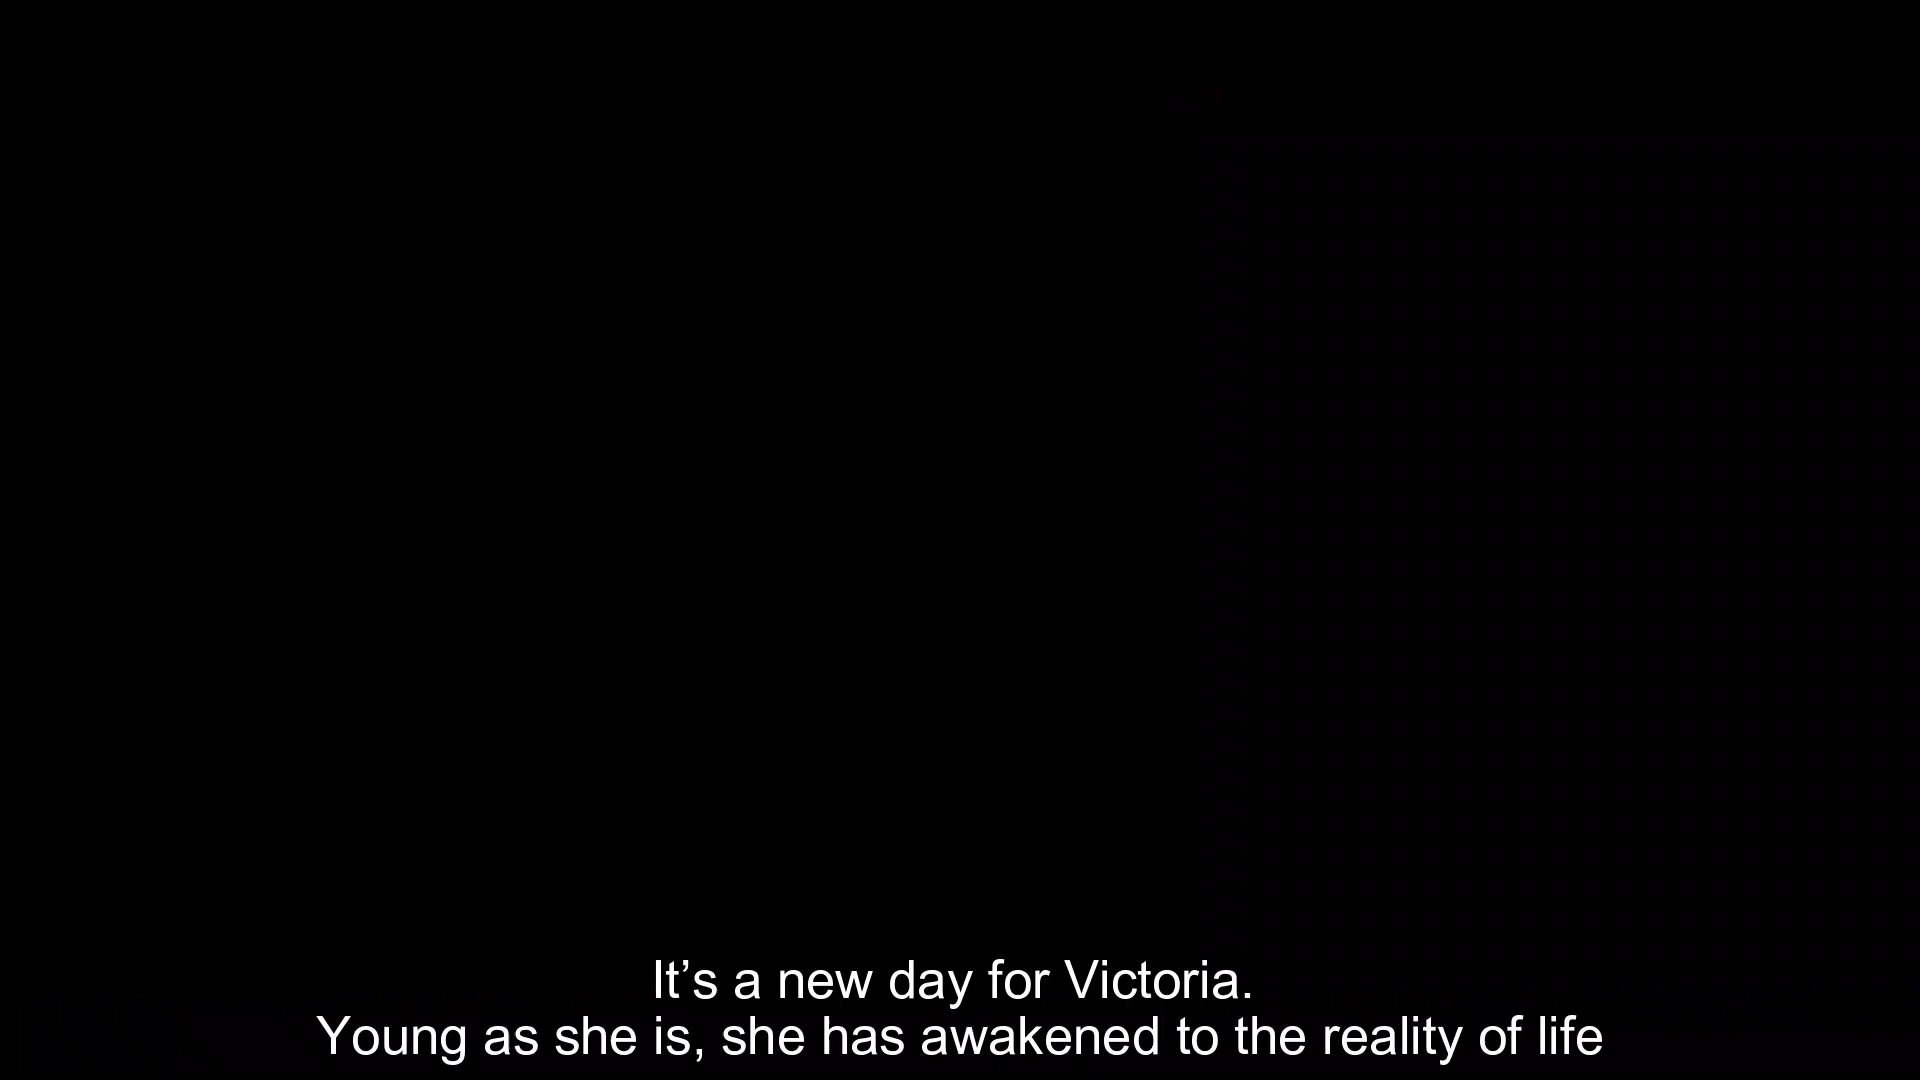 It’s a new day for Victoria.
Young as she is, she has awakened to the reality of life